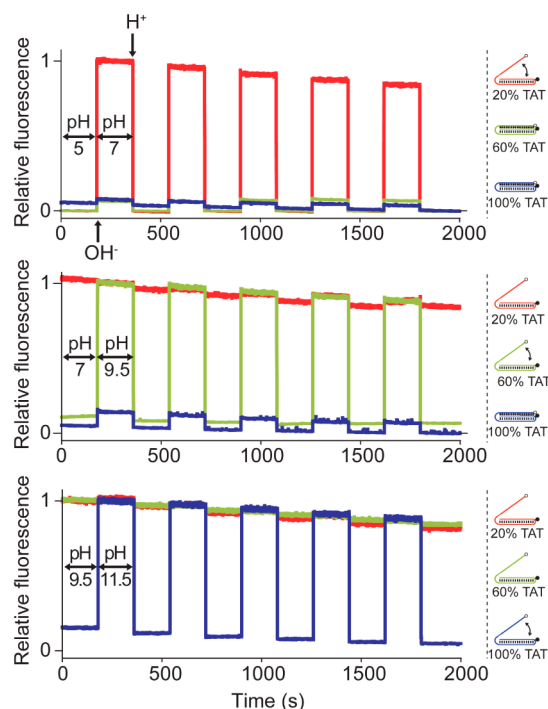 H⁺
Relative fluorescence
1
0
pH
5
pH
7
0
500
1000
1500
2000
OH⁻
20% TAT
60% TAT
100% TAT
Relative fluorescence
1
0
pH
7
pH
9.5
0
500
1000
1500
2000
20% TAT
60% TAT
100% TAT
Relative fluorescence
1
0
pH
9.5
pH
11.5
0
500
1000
1500
2000
Time (s)
20% TAT
60% TAT
100% TAT